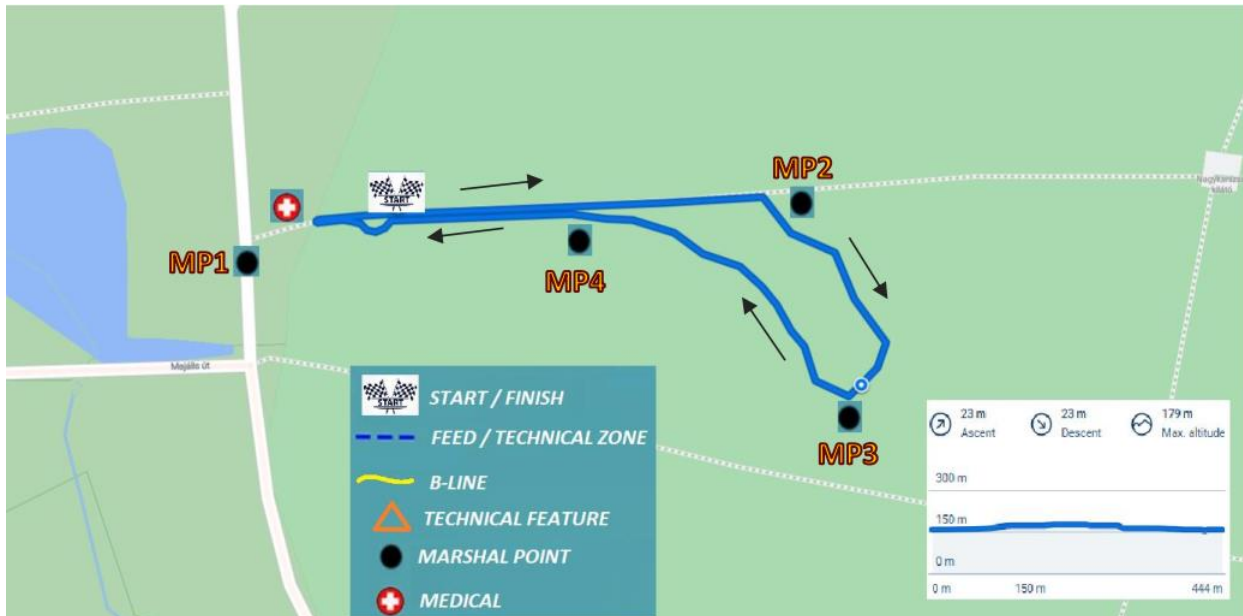 START
MP2
MP1
MP4
MP3
Majális út
START
START / FINISH
FEED / TECHNICAL ZONE
B-LINE
TECHNICAL FEATURE
MARSHAL POINT
MEDICAL
23 m
Ascent
23 m
Descent
179 m
Max. altitude
300 m
150 m
0 m
0 m
150 m
444 m